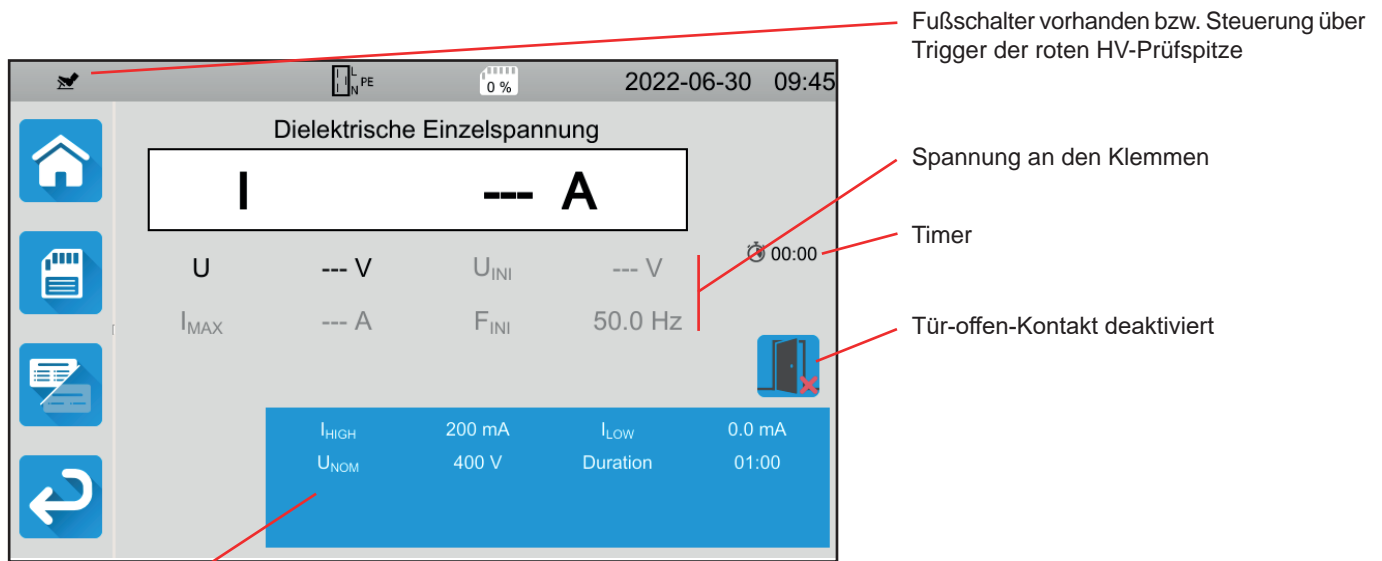 Fußschalter vorhanden bzw. Steuerung über
Trigger der roten HV-Prüfspitze
L
N PE
0 %
2022-06-30 09:45
Dielektrische Einzelspannung
I --- A
Spannung an den Klemmen
Timer
00:00
U --- V UINI --- V
IMAX --- A FINI 50.0 Hz
Tür-offen-Kontakt deaktiviert
IHIGH 200 mA ILOW 0.0 mA
UNOM 400 V Duration 01:00